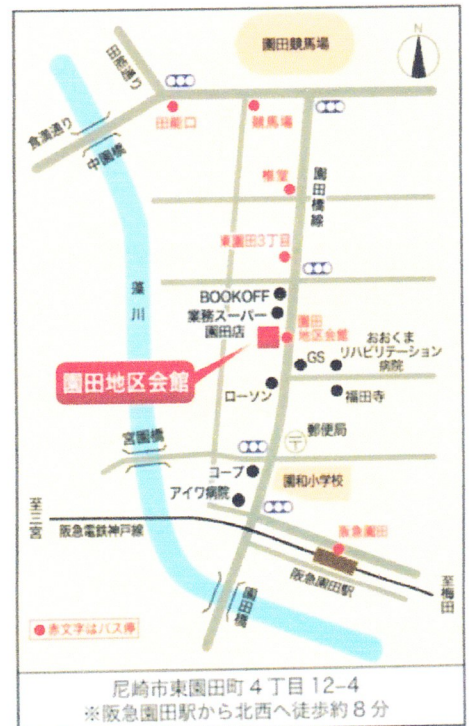 N
園田競馬場
田能通り
食満通り
中園橋
田能口
競馬場
椎堂
園田橋線
東園田3丁目
藻川
BOOKOFF
業務スーパー
園田店
園田
地区会館
おおくま
リハビリテーション
病院
GS
園田地区会館
ローソン
福田寺
宮園橋
〒
郵便局
コープ
園和小学校
アイワ病院
至三宮
阪急電鉄神戸線
阪急園田
阪急園田駅
至梅田
園田橋
●赤文字はバス停
尼崎市東園田町4丁目12–4
※阪急園田駅から北西へ徒歩約8分